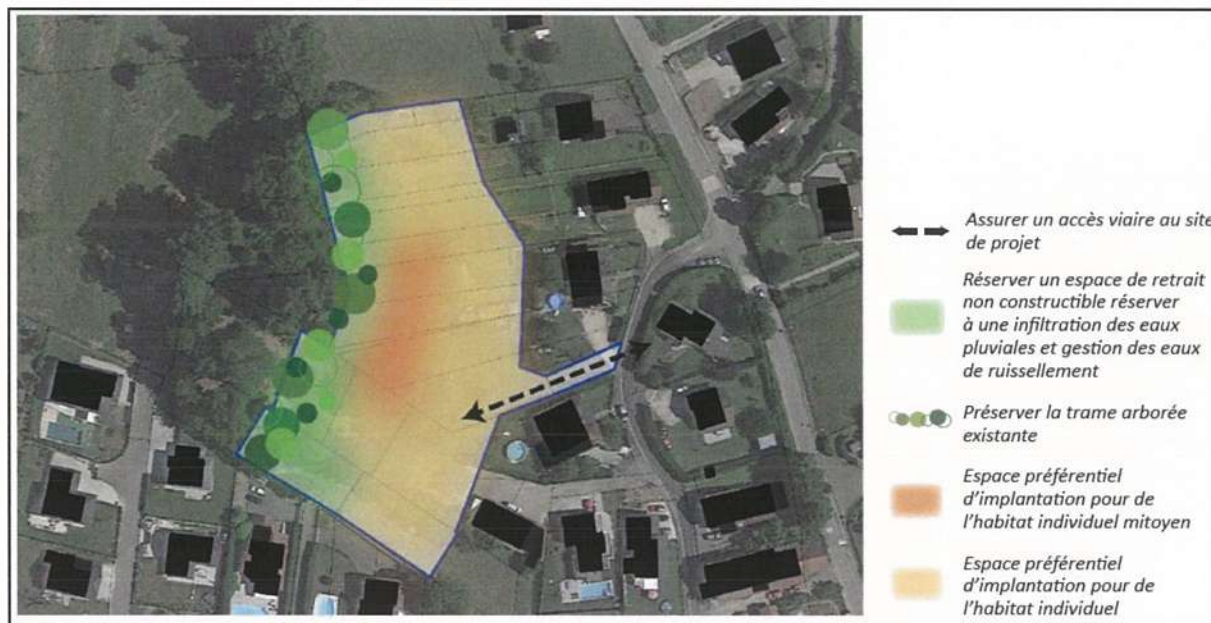 Assurer un accès viaire au site
de projet
Réserver un espace de retrait
non constructible réserver
à une infiltration des eaux
pluviales et gestion des eaux
de ruissellement
Préserver la trame arborée
existante
Espace préférentiel
d'implantation pour de
l'habitat individuel mitoyen
Espace préférentiel
d'implantation pour de
l'habitat individuel